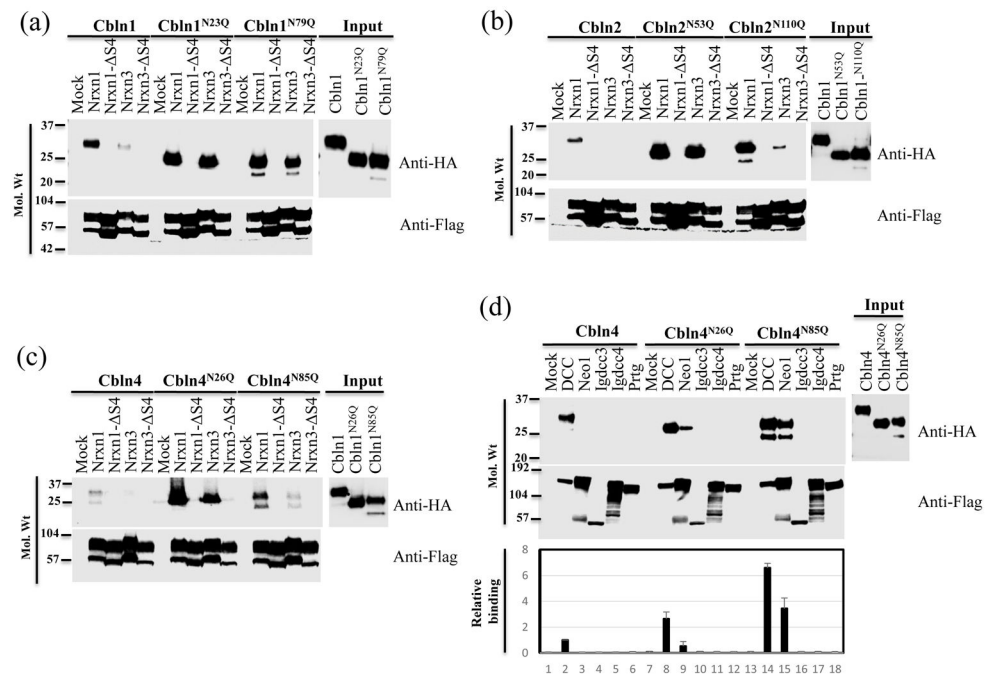 (a)
Cbln1 Cbln1N23Q Cbln1N79Q Input
Mock Nrxn1 Nrxn1-ΔS4 Nrxn3 Nrxn3-ΔS4 Mock Nrxn1 Nrxn1-ΔS4 Nrxn3 Nrxn3-ΔS4 Mock Nrxn1 Nrxn1-ΔS4 Nrxn3 Nrxn3-ΔS4 Cbln1 Cbln1N23Q Cbln1N79Q
37
25
20
Anti-HA
Mol. Wt
104
57
42
Anti-Flag
(b)
Cbln2 Cbln2N53Q Cbln2N110Q Input
Mock Nrxn1 Nrxn1-ΔS4 Nrxn3 Nrxn3-ΔS4 Mock Nrxn1 Nrxn1-ΔS4 Nrxn3 Nrxn3-ΔS4 Mock Nrxn1 Nrxn1-ΔS4 Nrxn3 Nrxn3-ΔS4 Cbln1 Cbln1N53Q Cbln1-N110Q
37
25
20
Anti-HA
Mol. Wt
104
57
Anti-Flag
(c)
Cbln4 Cbln4N26Q Cbln4N85Q Input
Mock Nrxn1 Nrxn1-ΔS4 Nrxn3 Nrxn3-ΔS4 Mock Nrxn1 Nrxn1-ΔS4 Nrxn3 Nrxn3-ΔS4 Mock Nrxn1 Nrxn1-ΔS4 Nrxn3 Nrxn3-ΔS4 Cbln1 Cbln1N26Q Cbln1N85Q
37
25
Anti-HA
Mol. Wt
104
57
Anti-Flag
(d)
Cbln4 Cbln4N26Q Cbln4N85Q Input
Mock DCC Neo1 Igdcc3 Igdcc4 Prtg Mock DCC Neo1 Igdcc3 Igdcc4 Prtg Mock DCC Neo1 Igdcc3 Igdcc4 Prtg Cbln4 Cbln4N26Q Cbln4N85Q
37
25
Anti-HA
Mol. Wt
192
104
57
Anti-Flag
Relative
binding
8
6
4
2
0
1 2 3 4 5 6 7 8 9 10 11 12 13 14 15 16 17 18